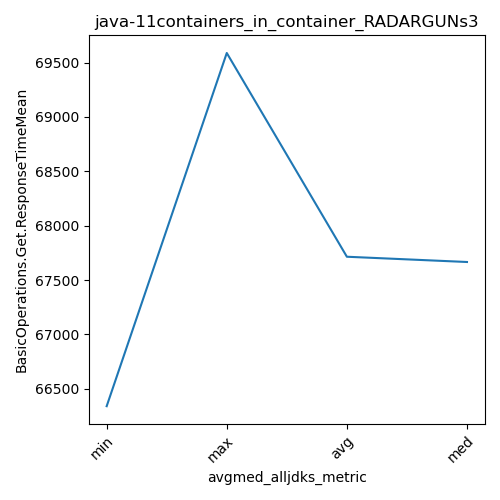 java-11containers_in_container_RADARGUNs3
69500
69000
68500
68000
67500
67000
66500
BasicOperations.Get.ResponseTimeMean
min
max
avg
med
avgmed_alljdks_metric